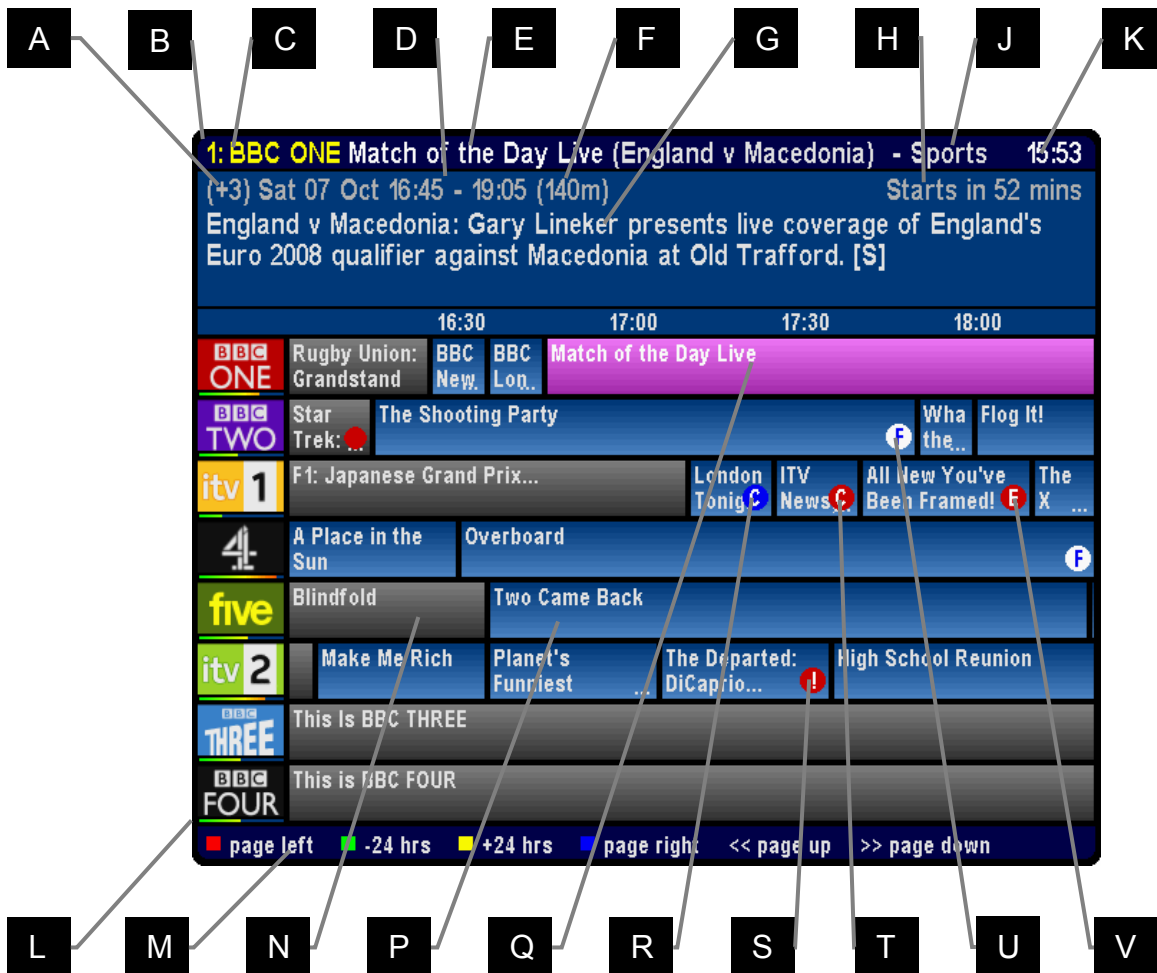 A B C D E F G H J K
1: BBC ONE Match of the Day Live (England v Macedonia) - Sports 15:53
(+3) Sat 07 Oct 16:45 - 19:05 (140m) Starts in 52 mins
England v Macedonia: Gary Lineker presents live coverage of England's
Euro 2008 qualifier against Macedonia at Old Trafford. [S]
16:30 17:00 17:30 18:00
BBC ONE
Rugby Union: Grandstand
BBC New..
BBC Lon..
Match of the Day Live
BBC TWO
Star Trek: ...
The Shooting Party F
Wha the...
Flog It!
itv 1
F1: Japanese Grand Prix...
London Tonig.. C
ITV News.. C
All New You've Been Framed! E
The X ...
4
A Place in the Sun
Overboard F
five
Blindfold
Two Came Back
itv 2
Make Me Rich
Planet's Funniest ...
The Departed: DiCaprio... !
High School Reunion
BBC THREE
This Is BBC THREE
BBC FOUR
This is BBC FOUR
page left -24 hrs +24 hrs page right << page up >> page down
L M N P Q R S T U V